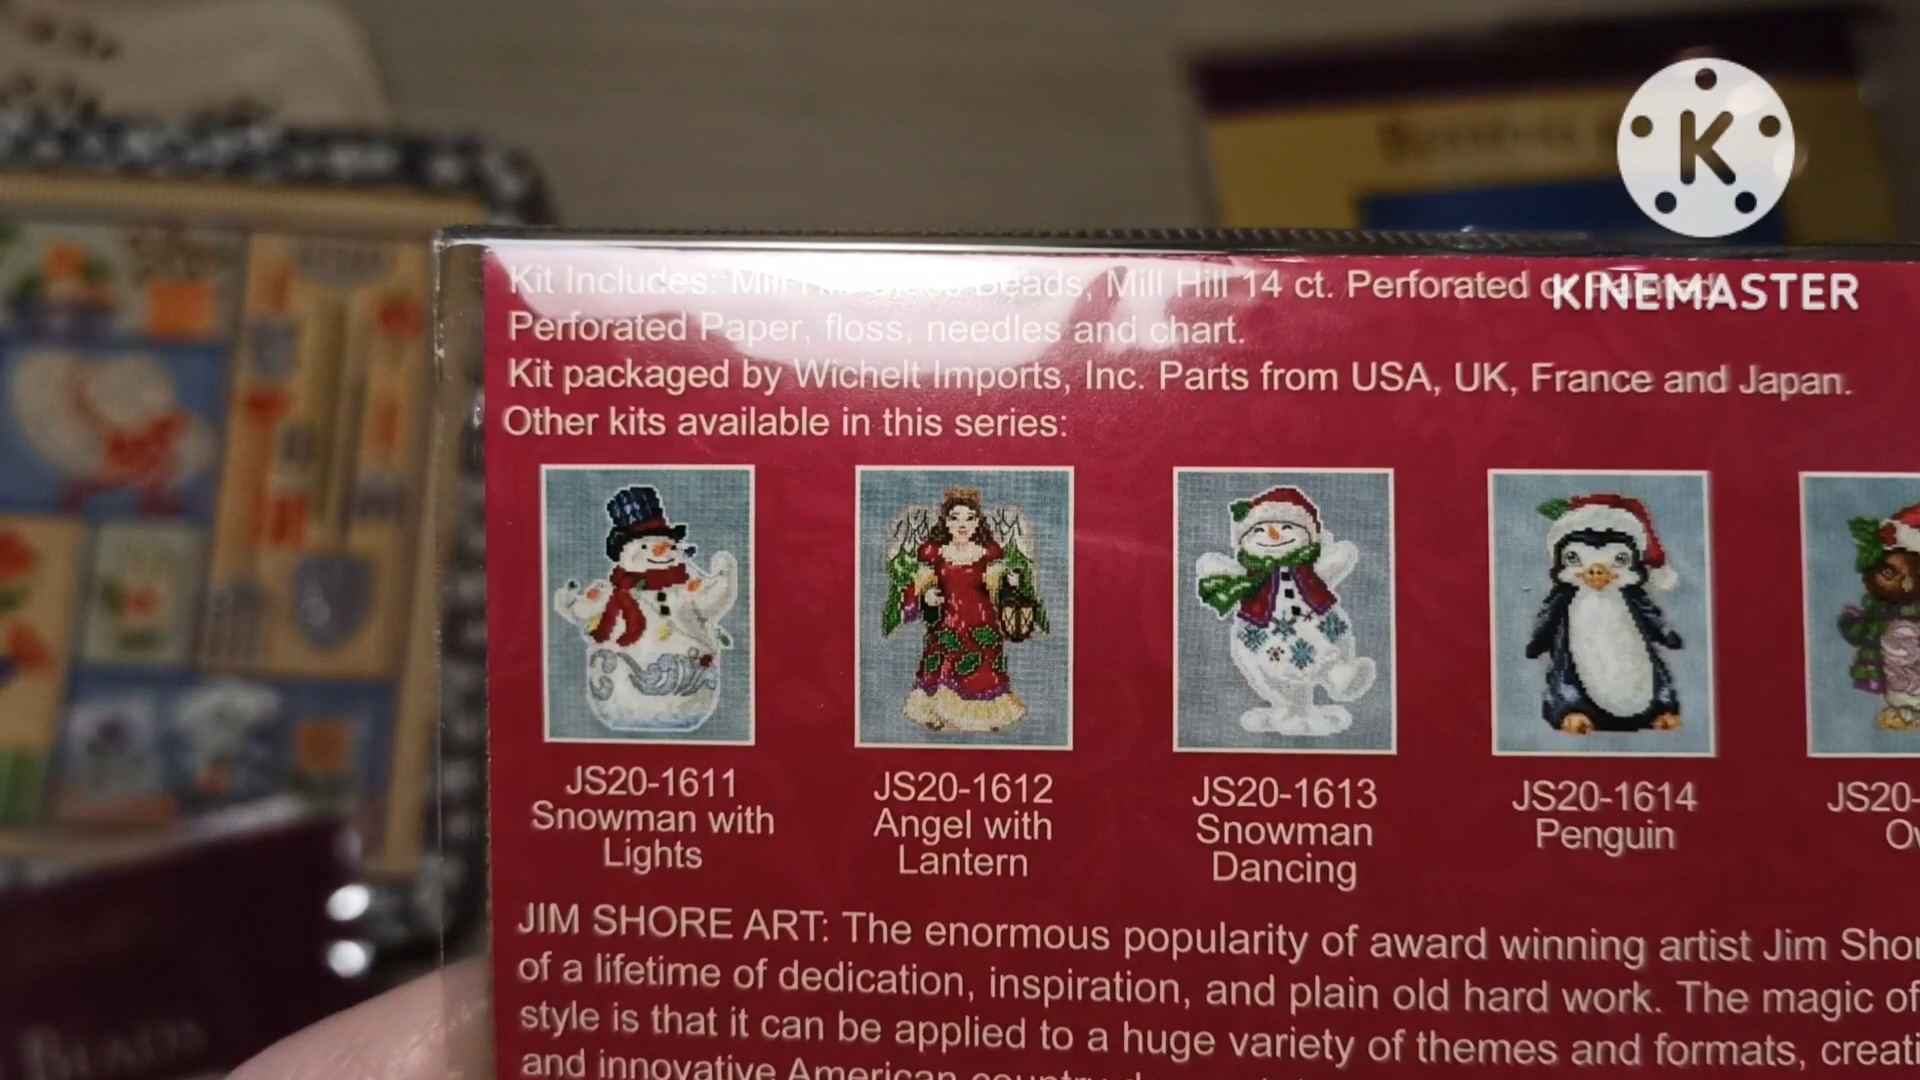 K
KINEMASTER
Kit Includes: Mill Hill Glass Beads, Mill Hill 14 ct. Perforated or Painted
Perforated Paper, floss, needles and chart.
Kit packaged by Wichelt Imports, Inc. Parts from USA, UK, France and Japan.
Other kits available in this series:
JS20-1611
Snowman with
Lights
JS20-1612
Angel with
Lantern
JS20-1613
Snowman
Dancing
JS20-1614
Penguin
JS20-
JIM SHORE ART: The enormous popularity of award winning artist Jim Shor
of a lifetime of dedication, inspiration, and plain old hard work. The magic of
style is that it can be applied to a huge variety of themes and formats, creati
and innovative American country
BEADS